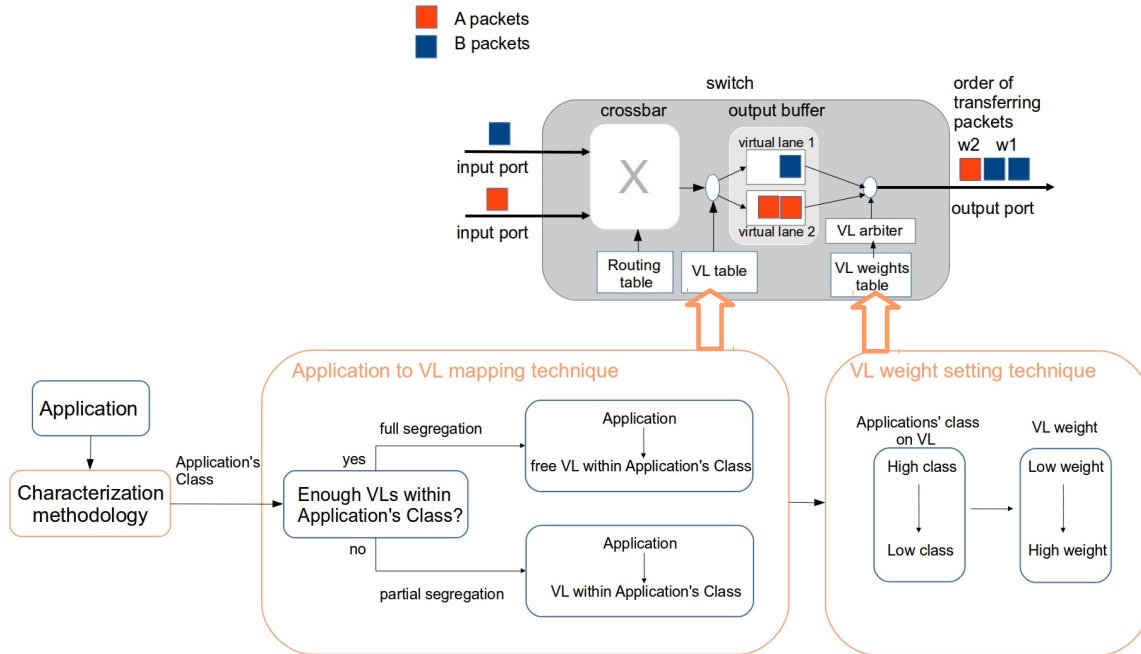 A packets
B packets
switch
order of
transferring
packets
crossbar
output buffer
w2 w1
virtual lane 1
input port
X
input port
virtual lane 2
output port
VL arbiter
Routing
table
VL table
VL weights
table
Application to VL mapping technique
VL weight setting technique
Application
Application's
Class
Characterization
methodology
full segregation
yes
Enough VLs within
Application's Class?
no
partial segregation
Application
free VL within Application's Class
Application
VL within Application's Class
Applications' class
on VL
VL weight
High class
Low weight
Low class
High weight